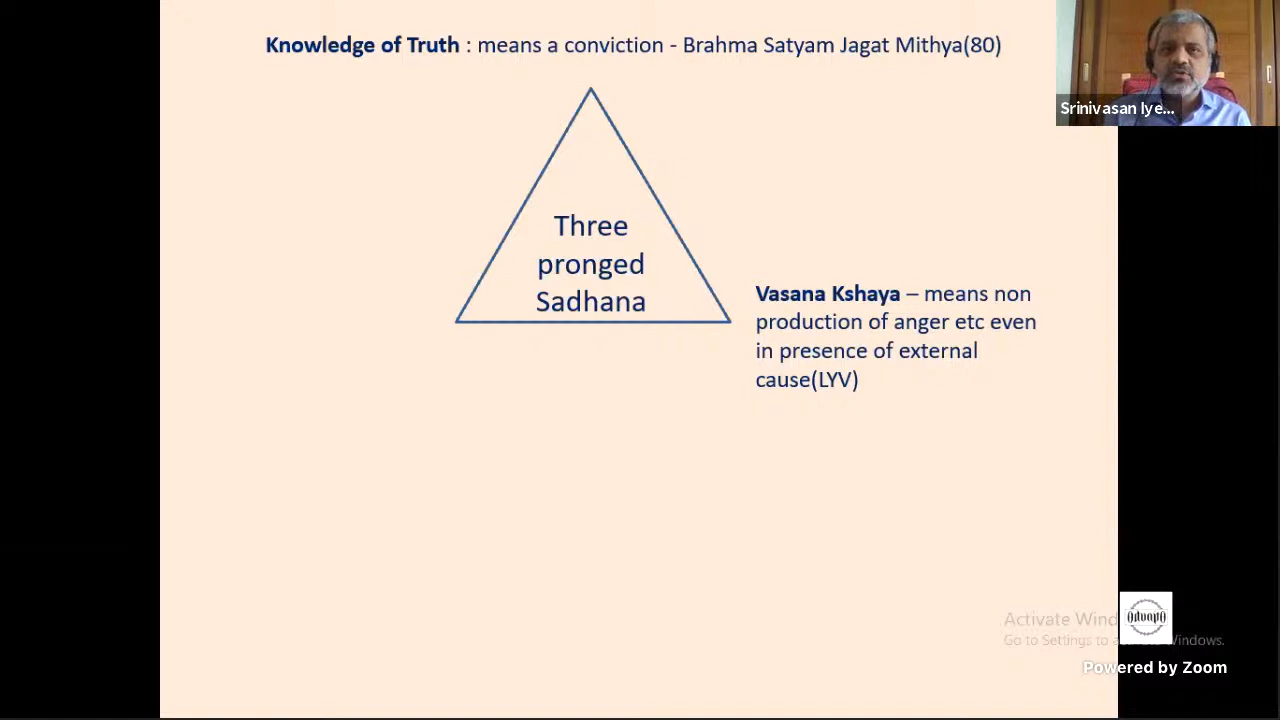 Knowledge of Truth : means a conviction - Brahma Satyam Jagat Mithya(80)
Srinivasan Iye...
Three
pronged
Sadhana
Vasana Kshaya – means non
production of anger etc even
in presence of external
cause(LYV)
Activate Wind
Go to Settings to a Windows.
Powered by Zoom